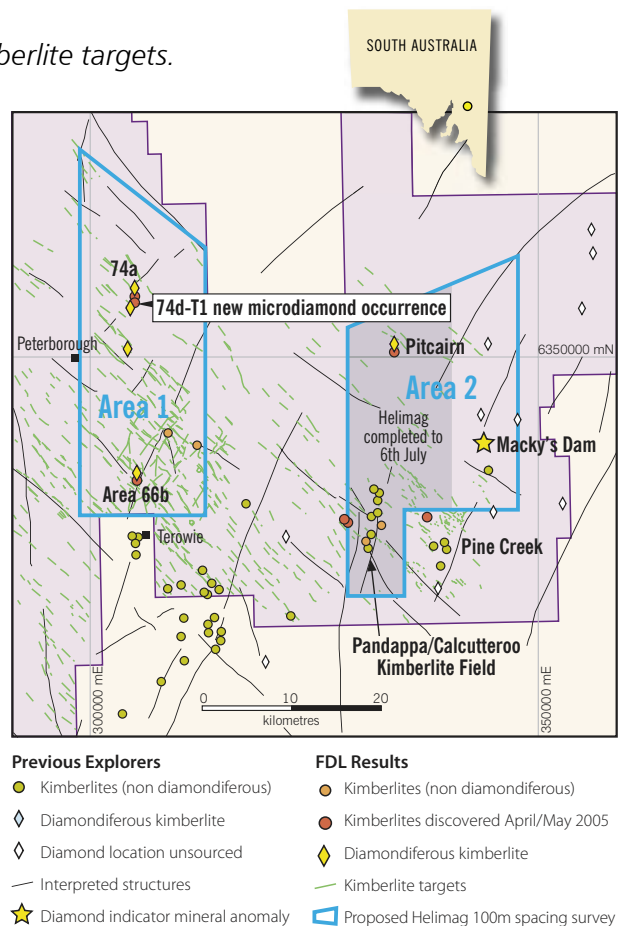 berlite targets.
SOUTH AUSTRALIA
74a
74d-T1 new microdiamond occurrence
Peterborough
Pitcairn
6350000 mN
Area 1
Area 2
Helimag
completed to
6th July
Macky's Dam
Area 66b
Terowie
Pine Creek
Pandappa/Calcutteroo
Kimberlite Field
300000 mE
350000 mE
0 10 20
kilometres
Previous Explorers
Kimberlites (non diamondiferous)
Diamondiferous kimberlite
Diamond location unsourced
Interpreted structures
Diamond indicator mineral anomaly
FDL Results
Kimberlites (non diamondiferous)
Kimberlites discovered April/May 2005
Diamondiferous kimberlite
Kimberlite targets
Proposed Helimag 100m spacing survey